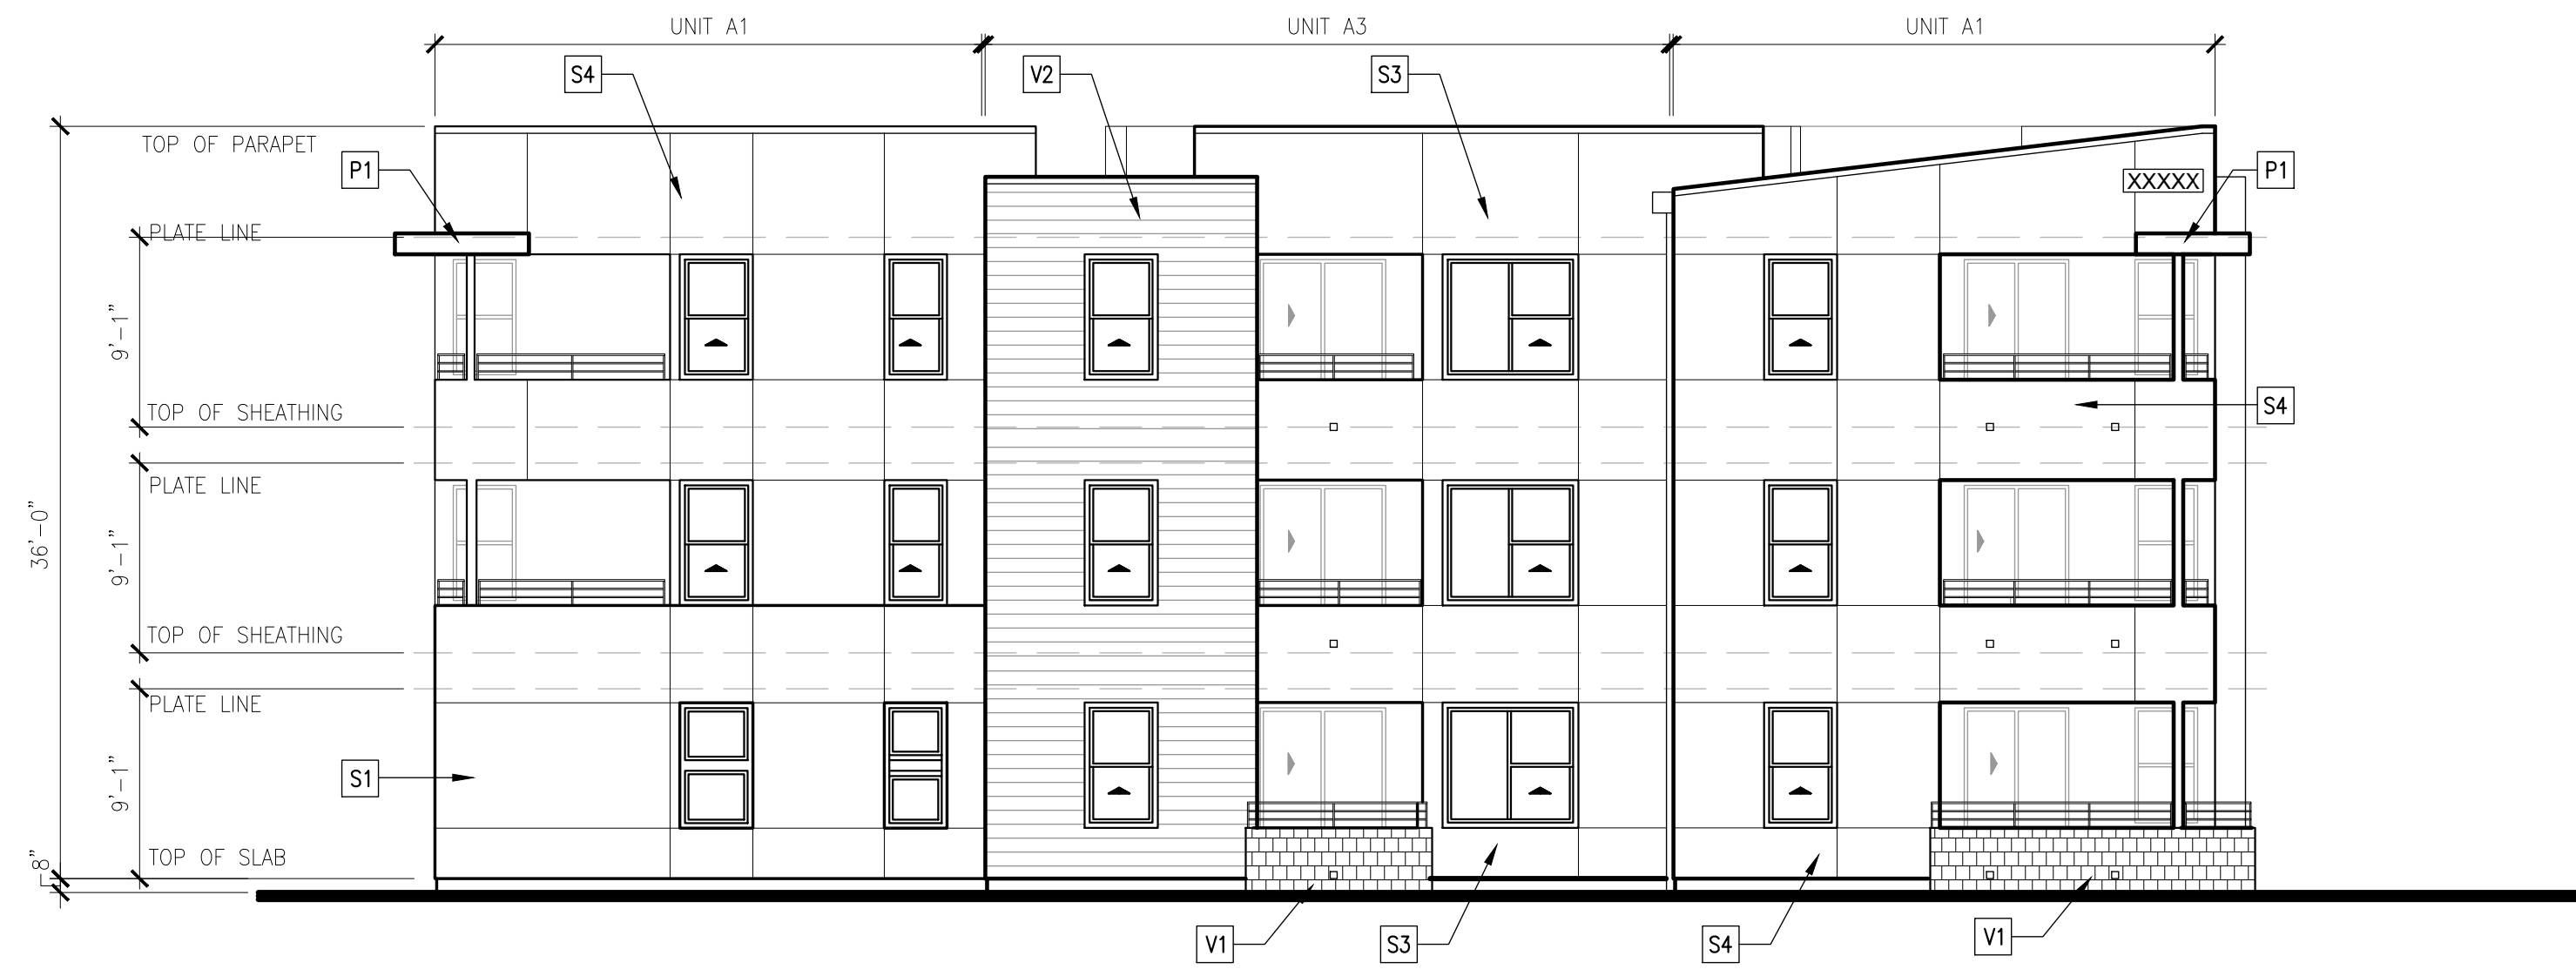 UNIT A1
UNIT A3
UNIT A1
S4
V2
S3
TOP OF PARAPET
P1
XXXXX
P1
PLATE LINE
9'-1"
TOP OF SHEATHING
S4
PLATE LINE
36'-0"
9'-1"
TOP OF SHEATHING
PLATE LINE
S1
9'-1"
TOP OF SLAB
8"
V1
S3
S4
V1